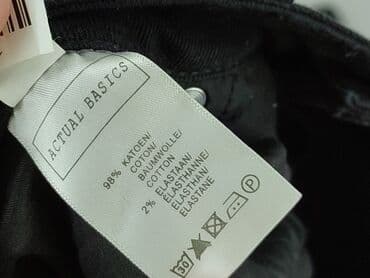 ACTUAL BASICS
98% KATOEN/
COTON/
BAUMWOLLE/
COTTON
2% ELASTAAN/
ELASTHANNE/
ELASTHAN/
ELASTANE
30
P